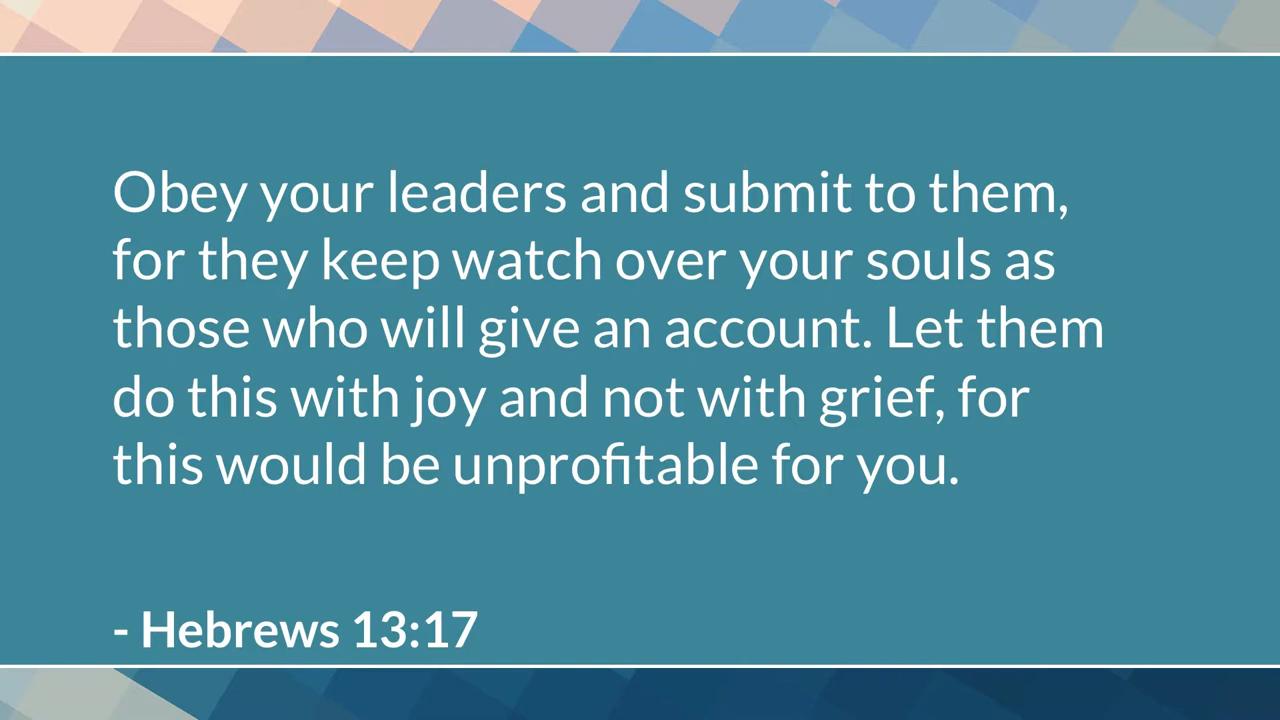 Obey your leaders and submit to them,
for they keep watch over your souls as
those who will give an account. Let them
do this with joy and not with grief, for
this would be unprofitable for you.
- Hebrews 13:17